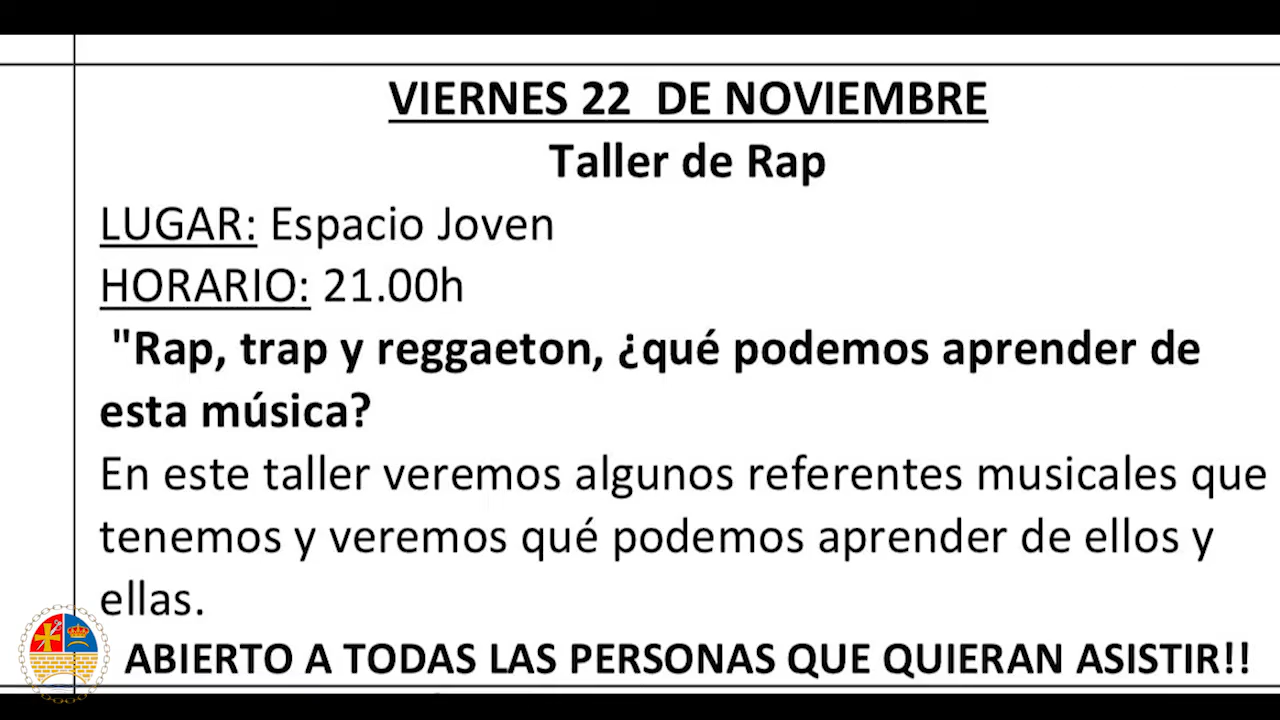 VIERNES 22 DE NOVIEMBRE
Taller de Rap
LUGAR: Espacio Joven
HORARIO: 21.00h
"Rap, trap y reggaeton, ¿qué podemos aprender de
esta música?
En este taller veremos algunos referentes musicales que
tenemos y veremos qué podemos aprender de ellos y
ellas.
ABIERTO A TODAS LAS PERSONAS QUE QUIERAN ASISTIR!!